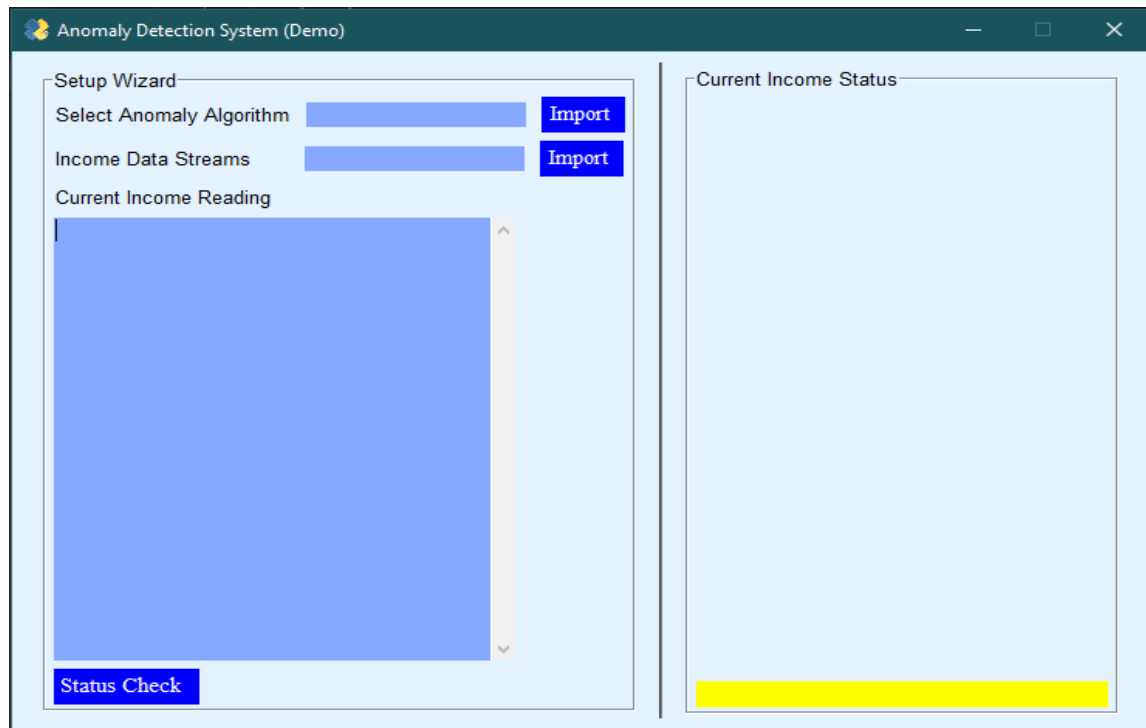 Anomaly Detection System (Demo)
Setup Wizard
Select Anomaly Algorithm Import
Income Data Streams Import
Current Income Reading
Status Check
Current Income Status